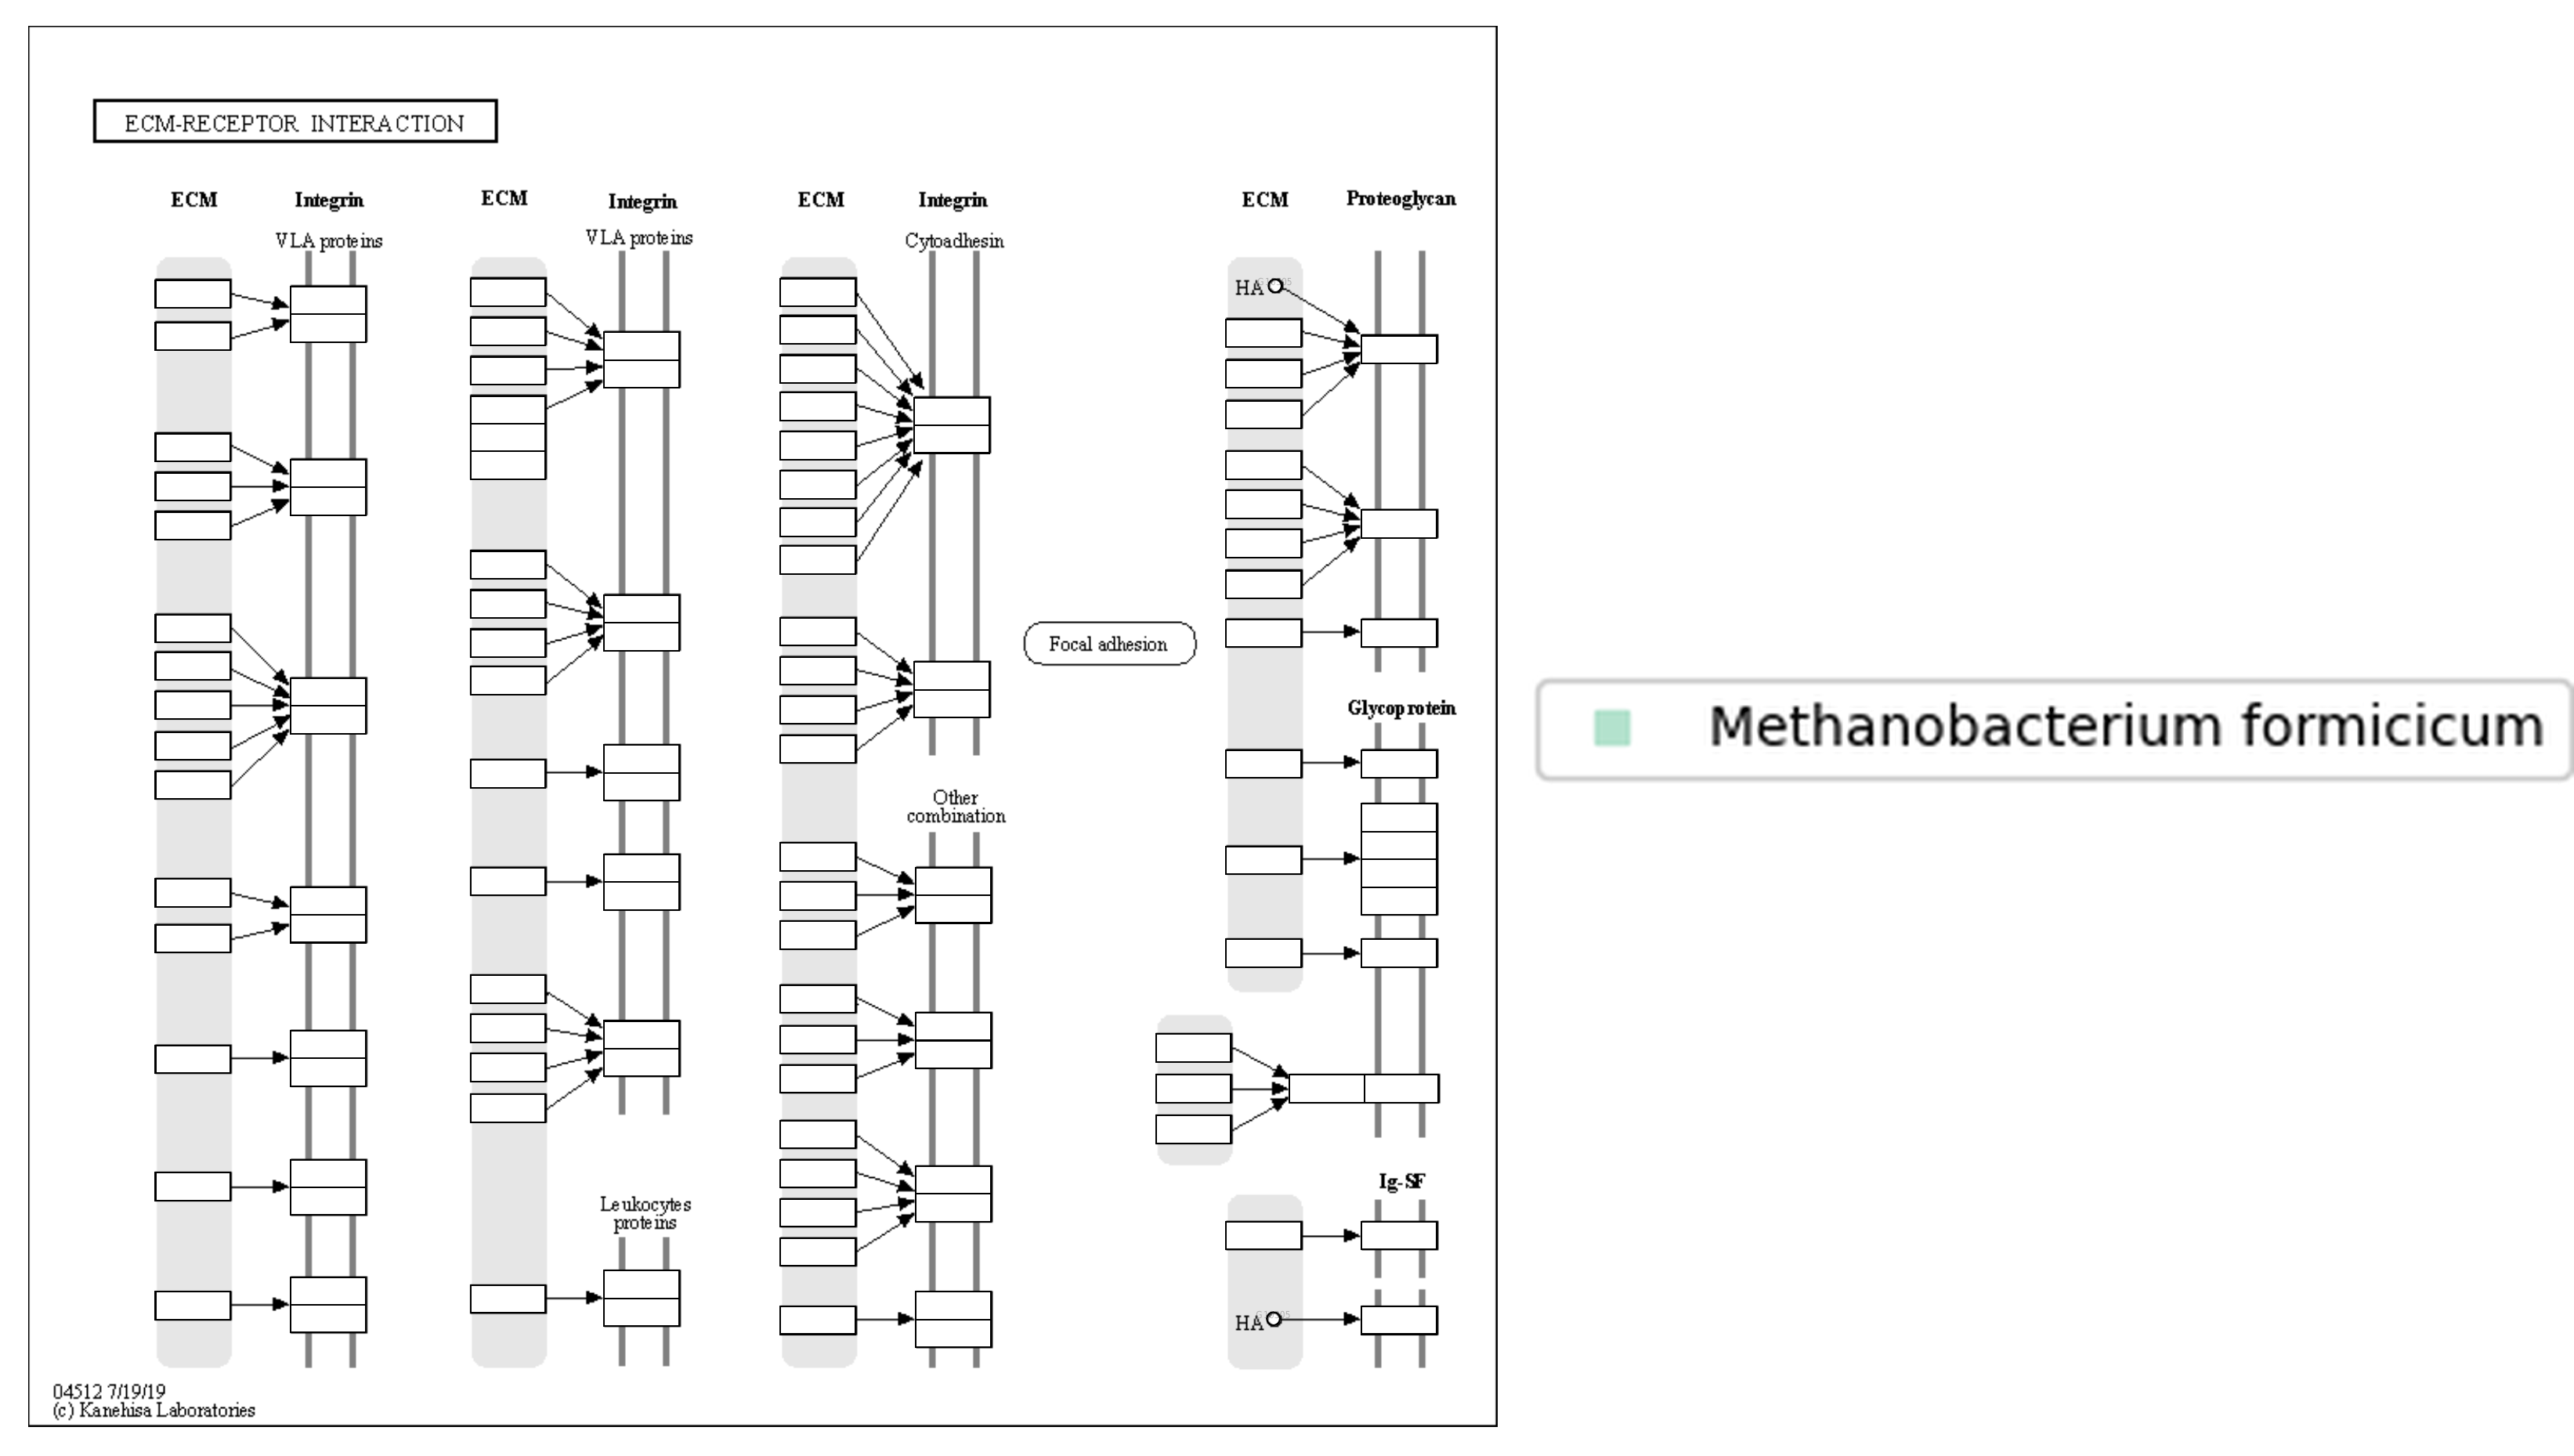 ECM-RECEPTOR INTERACTION
ECM
Integrin
ECM
Integrin
ECM
Integrin
ECM
Proteoglycan
VLA proteins
VLA proteins
Cytoadhesin
HA
Focal adhesion
Glycoprotein
Methanobacterium formicicum
Other
combination
Ig-SF
Leukocytes
proteins
HA
04512 7/19/19
(c) Kanehisa Laboratories